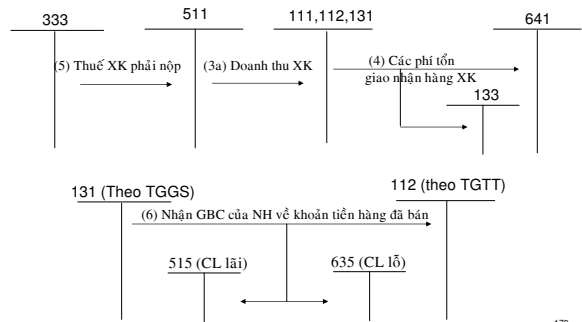 333 511 111,112,131 641
(5) Thuế XK phải nộp (3a) Doanh thu XK (4) Các phí tổn
giao nhận hàng XK
133
131 (Theo TGGS) 112 (theo TGTT)
(6) Nhận GBC của NH về khoản tiền hàng đã bán
515 (CL lãi) 635 (CL lỗ)